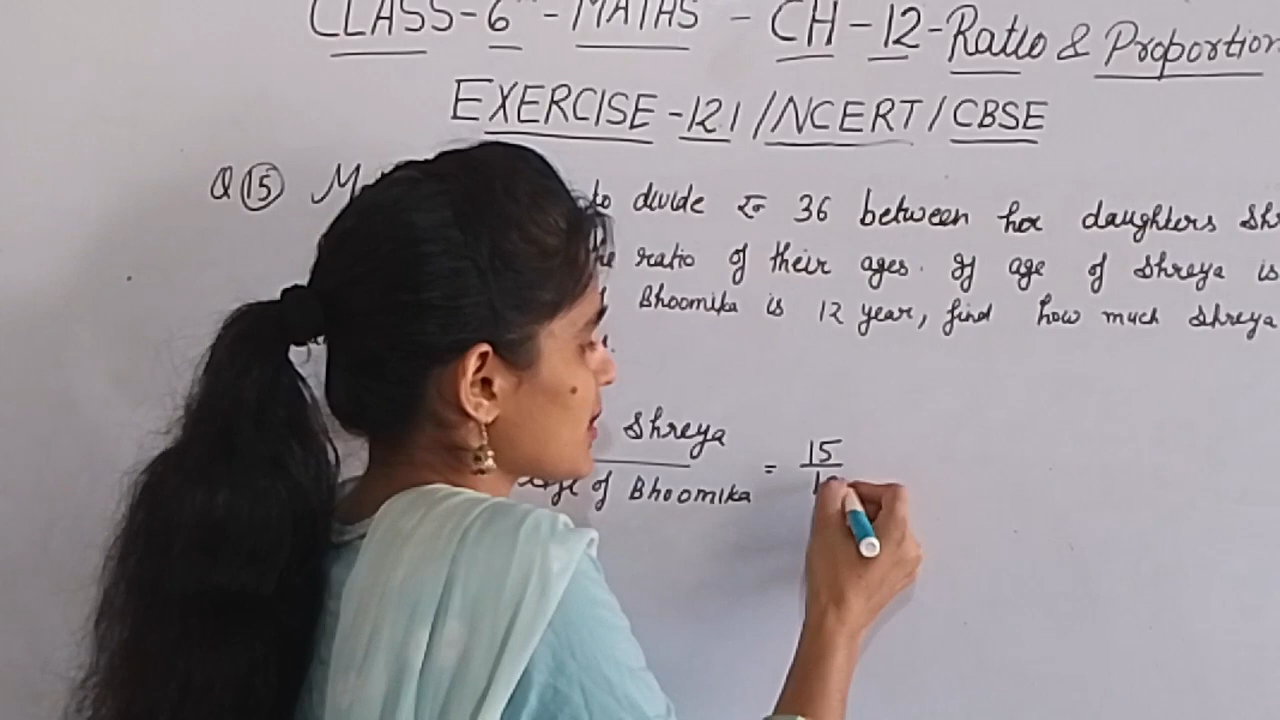 CLASS-6th - MATHS - CH-12-Ratio & Proportion
EXERCISE-12.1/NCERT/CBSE
Q 15 to divide ₹ 36 between her daughters Shr
the ratio of their ages. If age of Shreya is
Bhoomika is 12 year, find how much Shreya
Shreya
age of Bhoomika = 15